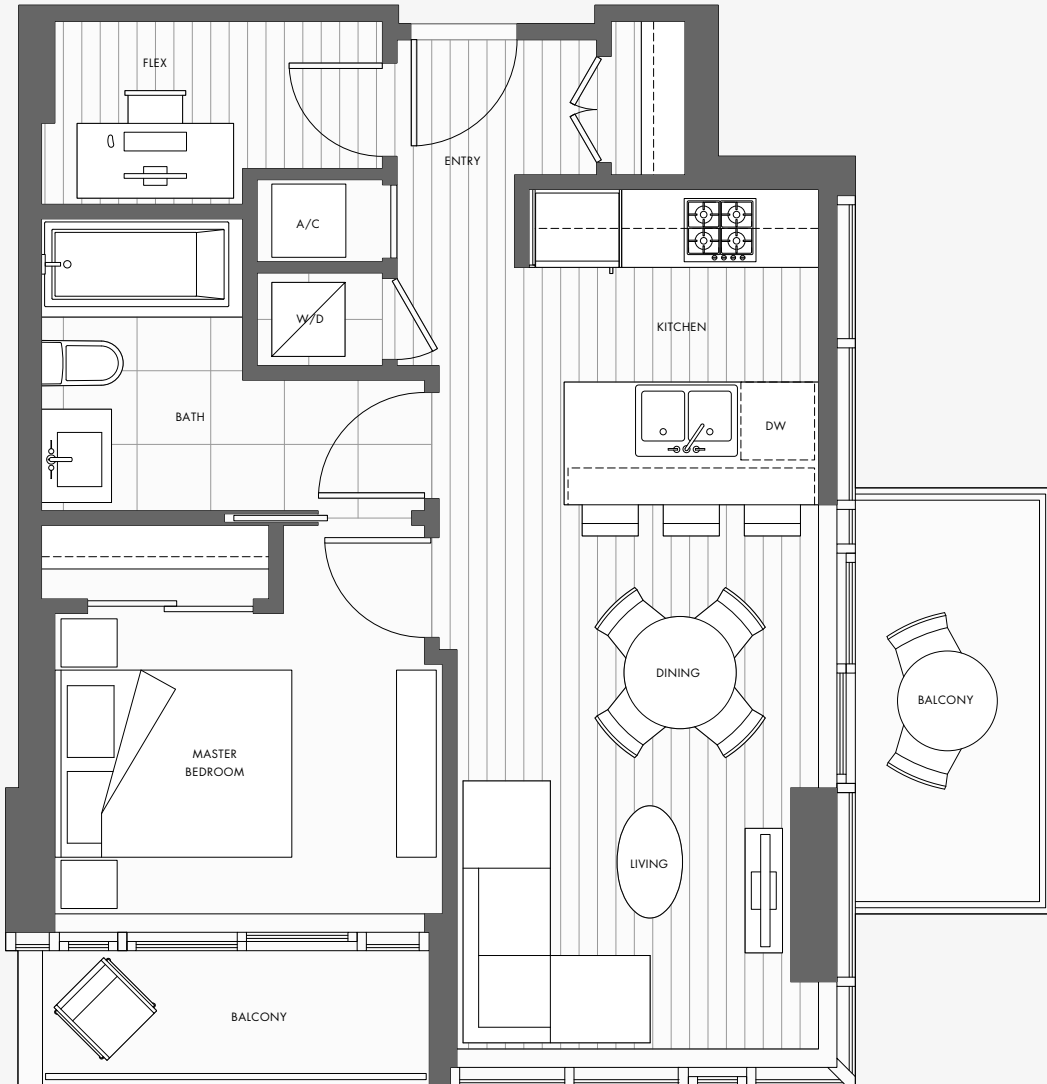 FLEX
ENTRY
A/C
W/D
KITCHEN
BATH
DW
DINING
BALCONY
MASTER
BEDROOM
LIVING
BALCONY